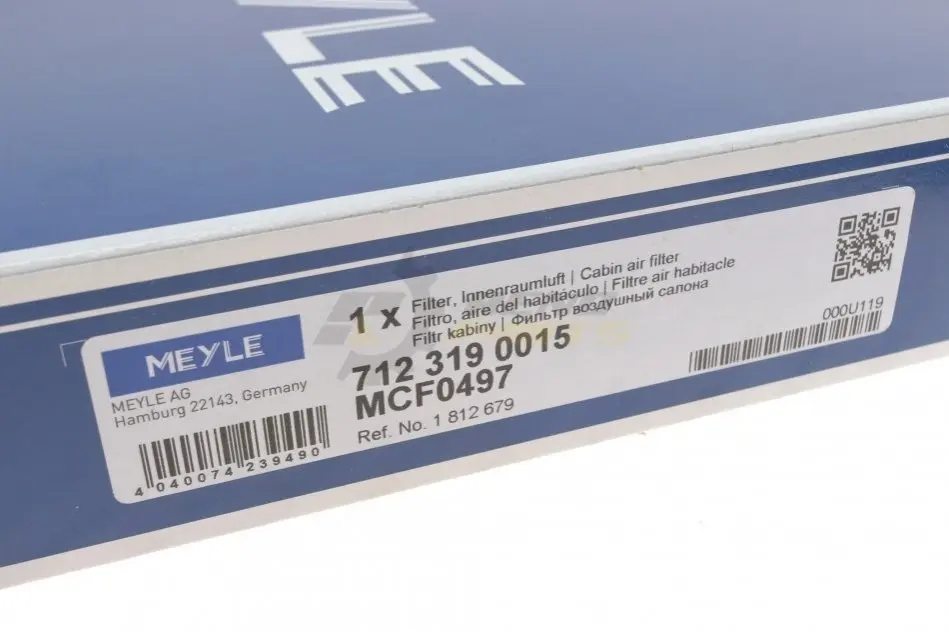 YLE
MEYLE
MEYLE AG
Hamburg 22143, Germany
4 040074 239490
1 x
Filter, Innenraumluft | Cabin air filter
Filtro, aire del habitáculo | Filtre air habitacle
Filtr kabiny | Фильтр воздушный салона
712 319 0015
MCF0497
Ref. No. 1 812 679
000U119